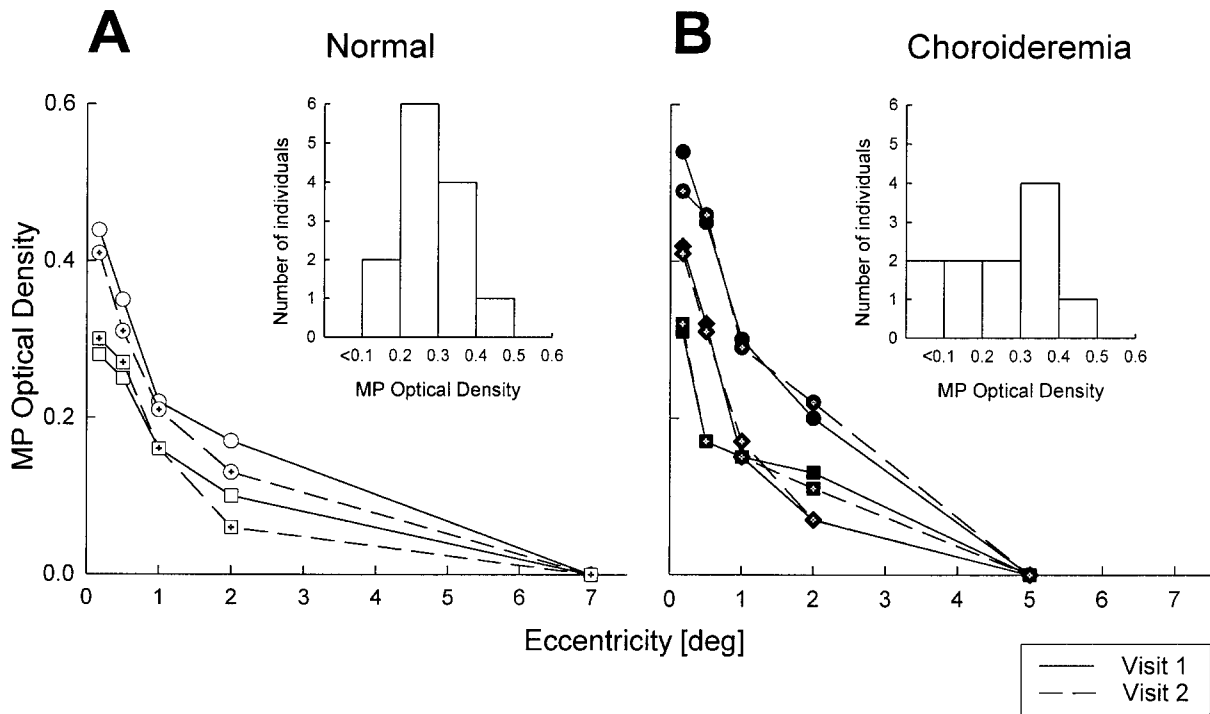 A
Normal
B
Choroideremia
MP Optical Density
0.6
0.4
0.2
0.0
0 1 2 3 4 5 6 7
Number of individuals
6
5
4
3
2
1
0
<0.1 0.2 0.3 0.4 0.5 0.6
MP Optical Density
0 1 2 3 4 5 6 7
Number of individuals
6
5
4
3
2
1
0
<0.1 0.2 0.3 0.4 0.5 0.6
MP Optical Density
Eccentricity [deg]
Visit 1
Visit 2